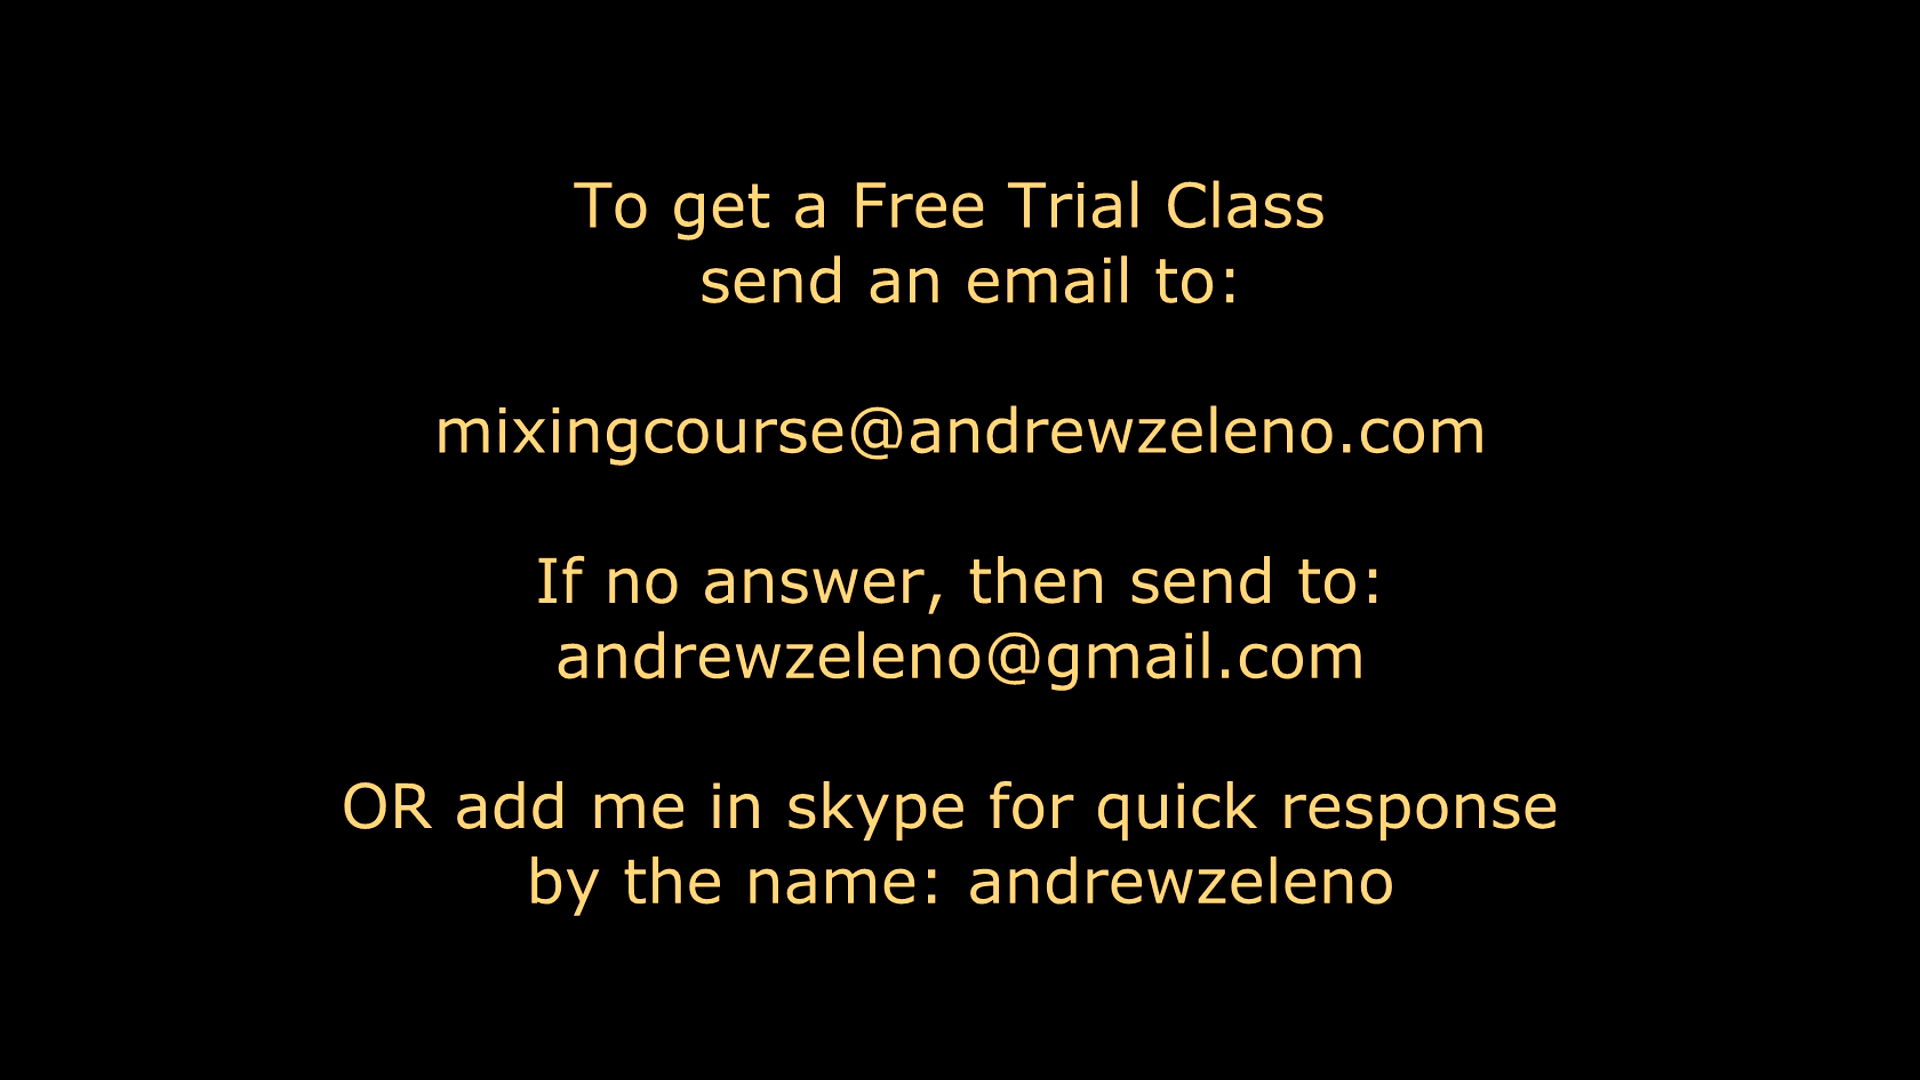 To get a Free Trial Class
send an email to:
mixingcourse@andrewzeleno.com
If no answer, then send to:
andrewzeleno@gmail.com
OR add me in skype for quick response
by the name: andrewzeleno